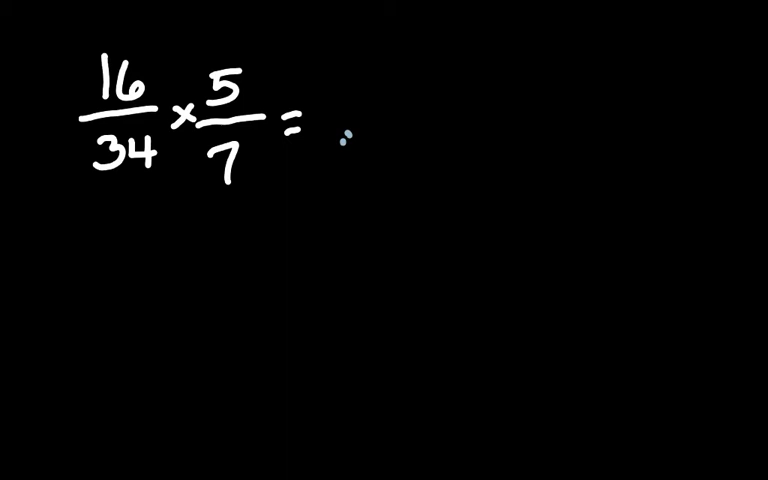 16/34 × 5/7 =